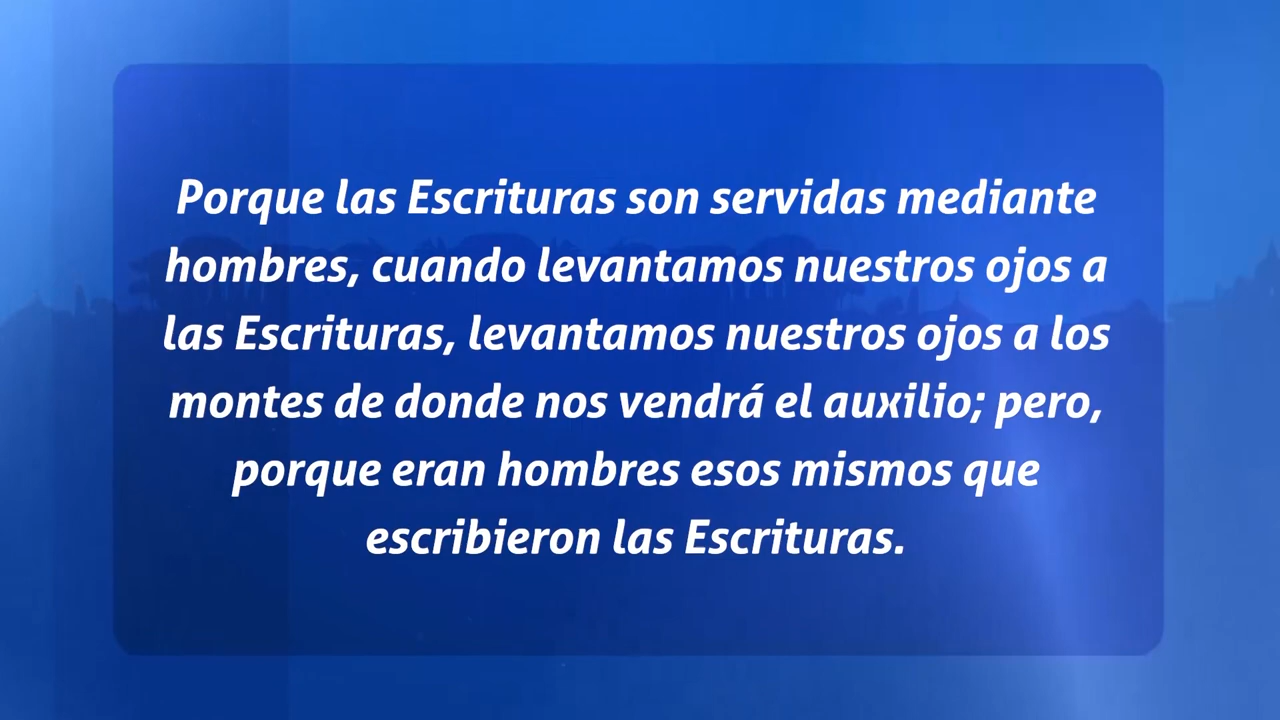 Porque las Escrituras son servidas mediante
hombres, cuando levantamos nuestros ojos a
las Escrituras, levantamos nuestros ojos a los
montes de donde nos vendrá el auxilio; pero,
porque eran hombres esos mismos que
escribieron las Escrituras.